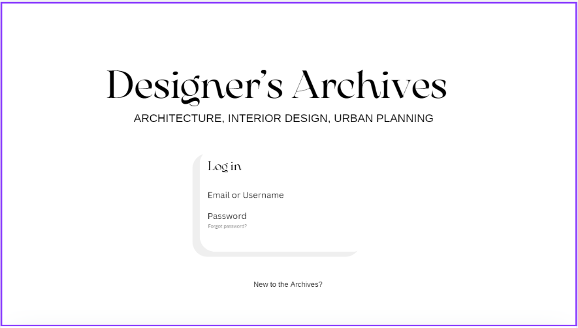 Designer's Archives
ARCHITECTURE, INTERIOR DESIGN, URBAN PLANNING
Log in
Email or Username
Password
Forgot password?
New to the Archives?